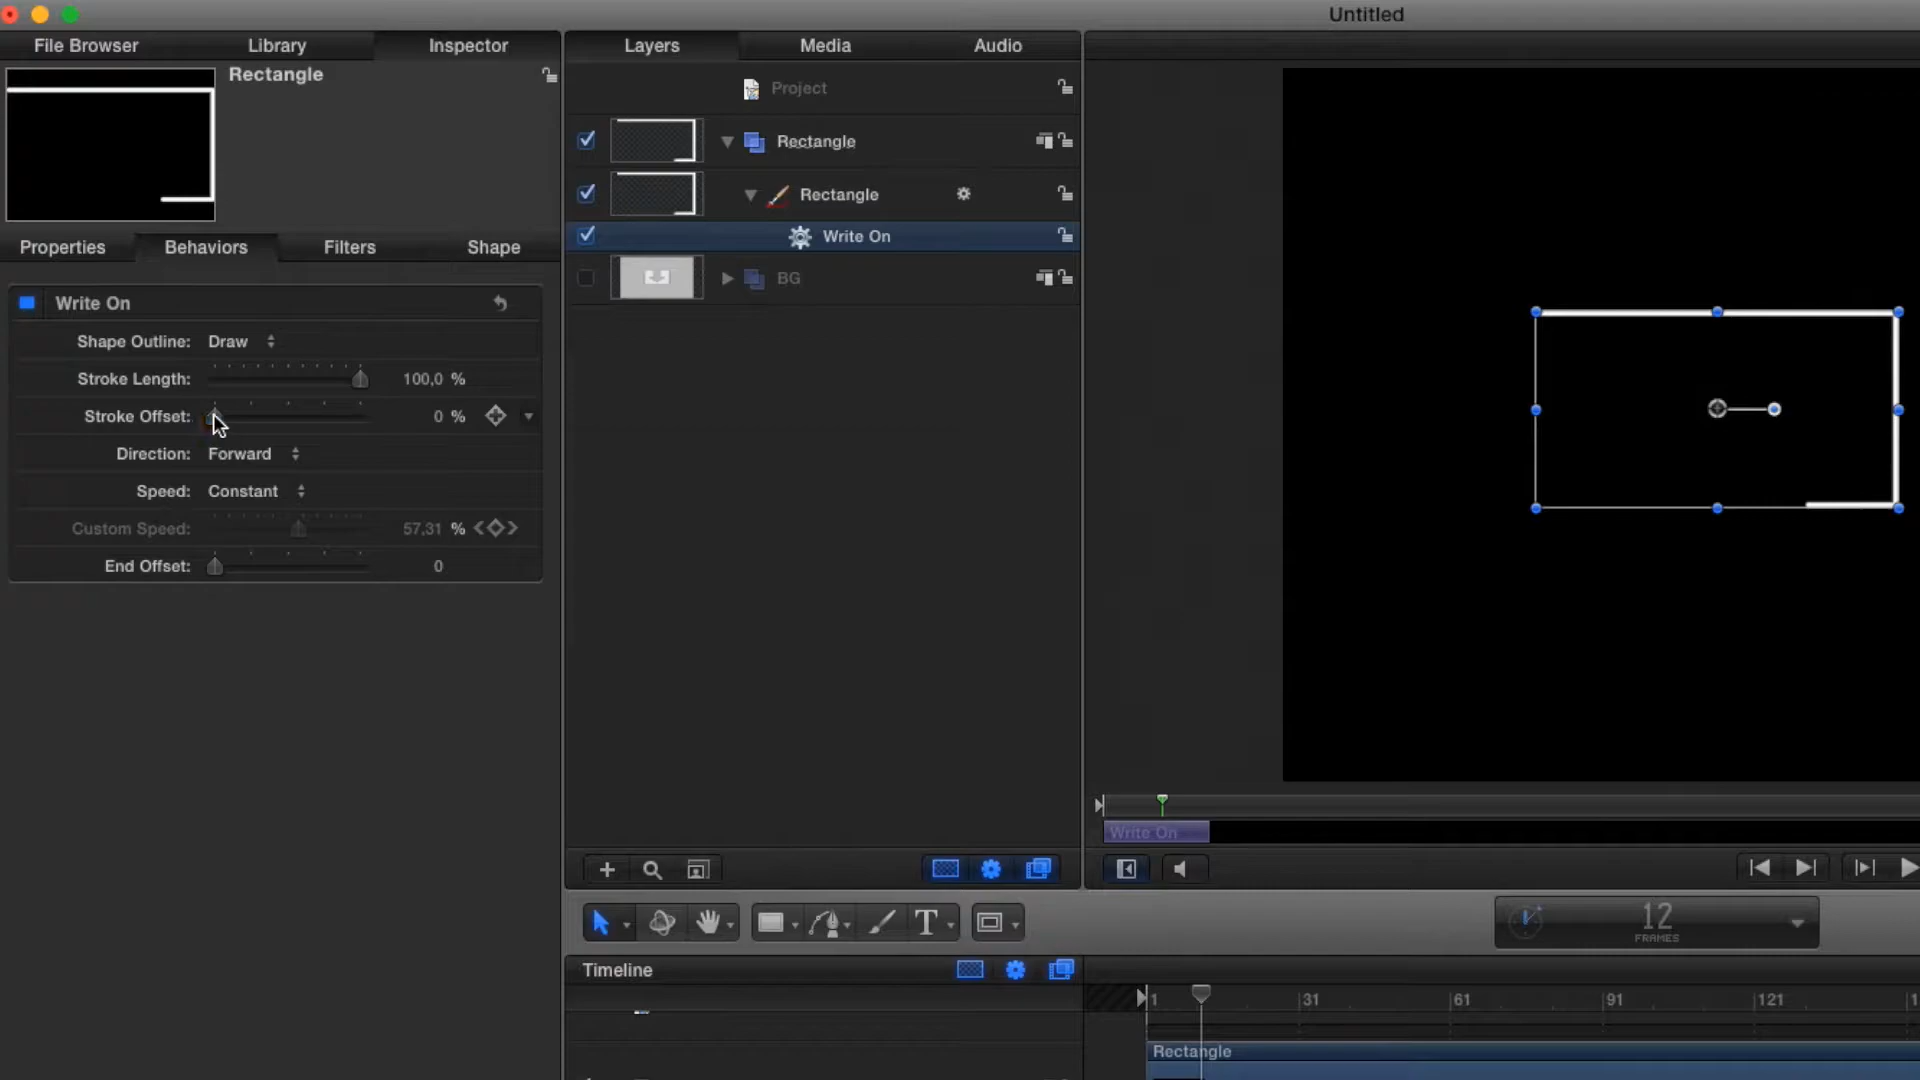 Untitled
File Browser
Library
Inspector
Layers
Media
Audio
Rectangle
Project
Rectangle
Rectangle
Write On
BG
Properties
Behaviors
Filters
Shape
Write On
Shape Outline: Draw
Stroke Length: 100,0 %
Stroke Offset: 0 %
Direction: Forward
Speed: Constant
Custom Speed: 57,31 %
End Offset: 0
Write On
T
12
FRAMES
Timeline
1
31
61
91
121
1
Rectangle